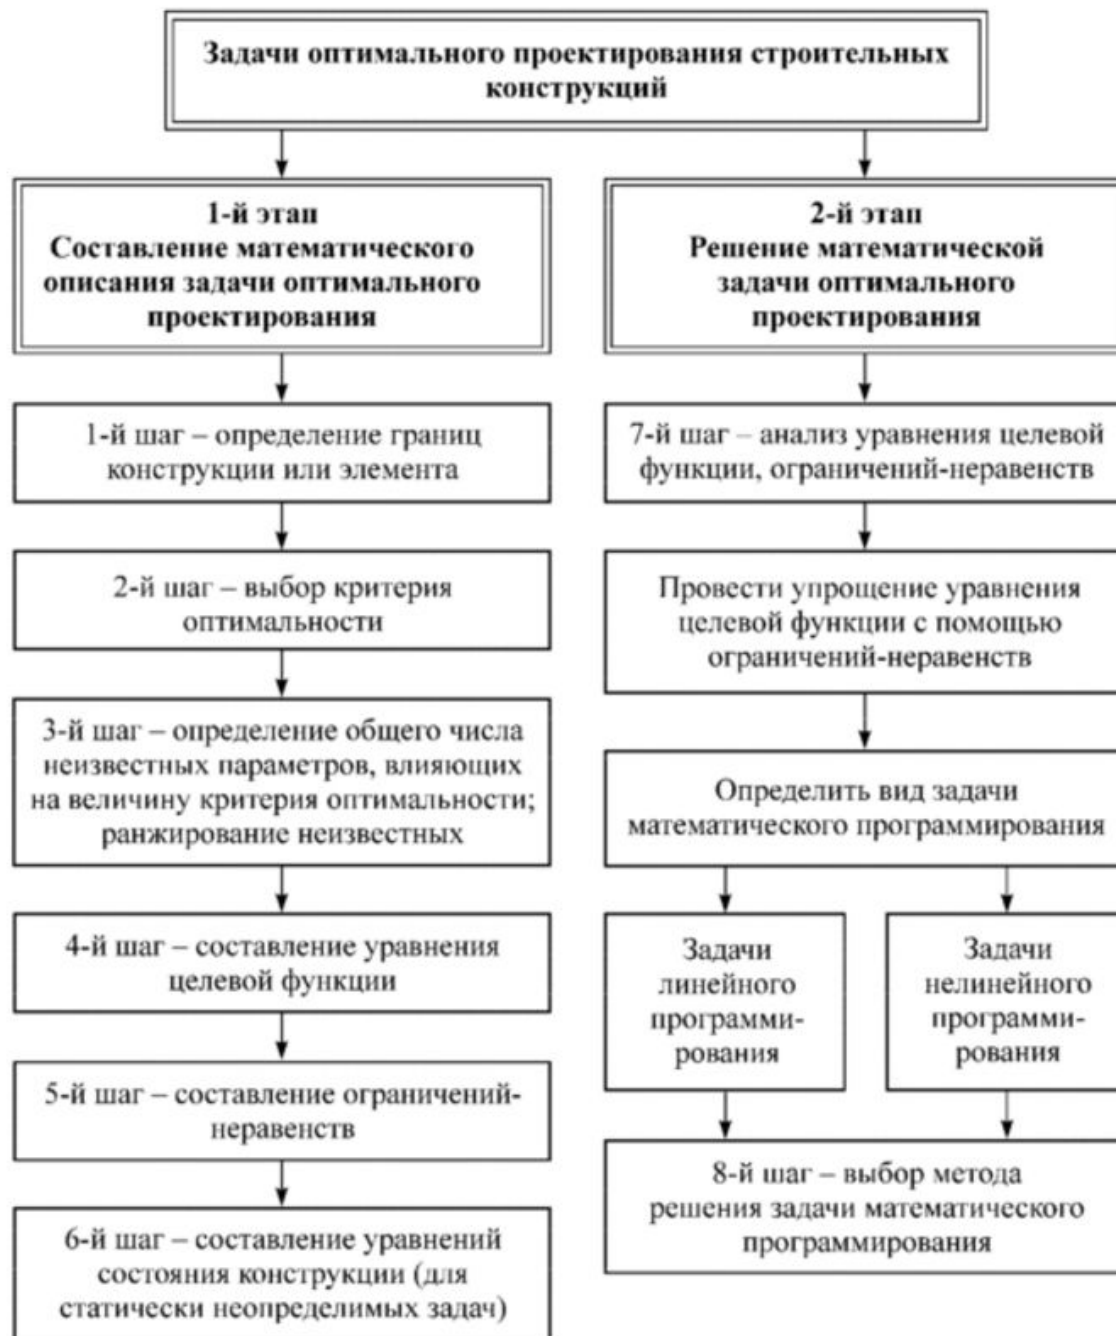 Задачи оптимального проектирования строительных
конструкций
1-й этап
Составление математического
описания задачи оптимального
проектирования
1-й шаг – определение границ
конструкции или элемента
2-й шаг – выбор критерия
оптимальности
3-й шаг – определение общего числа
неизвестных параметров, влияющих
на величину критерия оптимальности;
ранжирование неизвестных
4-й шаг – составление уравнения
целевой функции
5-й шаг – составление ограничений-
неравенств
6-й шаг – составление уравнений
состояния конструкции (для
статически неопределимых задач)
2-й этап
Решение математической
задачи оптимального
проектирования
7-й шаг – анализ уравнения целевой
функции, ограничений-неравенств
Провести упрощение уравнения
целевой функции с помощью
ограничений-неравенств
Определить вид задачи
математического программирования
Задачи
линейного
программи-
рования
Задачи
нелинейного
программи-
рования
8-й шаг – выбор метода
решения задачи математического
программирования